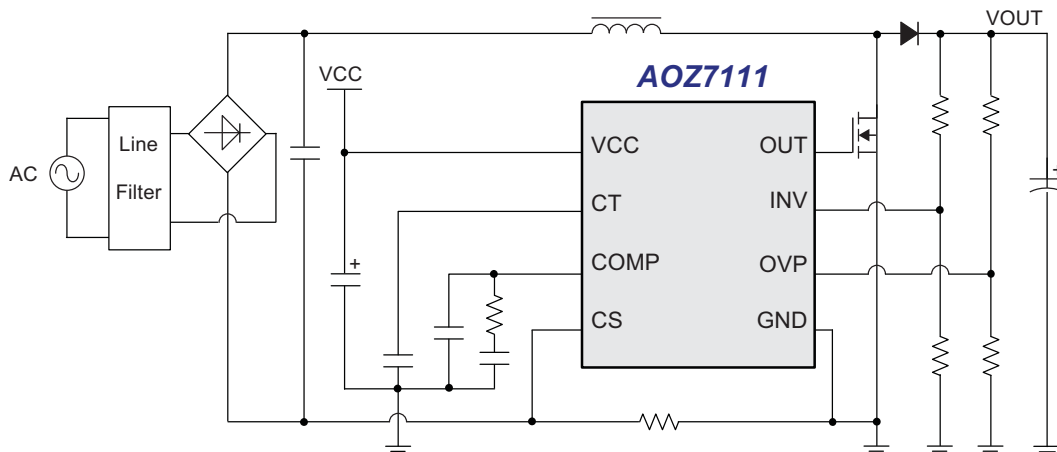 VOUT
AOZ7111
VCC
AC
Line
Filter
VCC
CT
COMP
CS
OUT
INV
OVP
GND
+
+